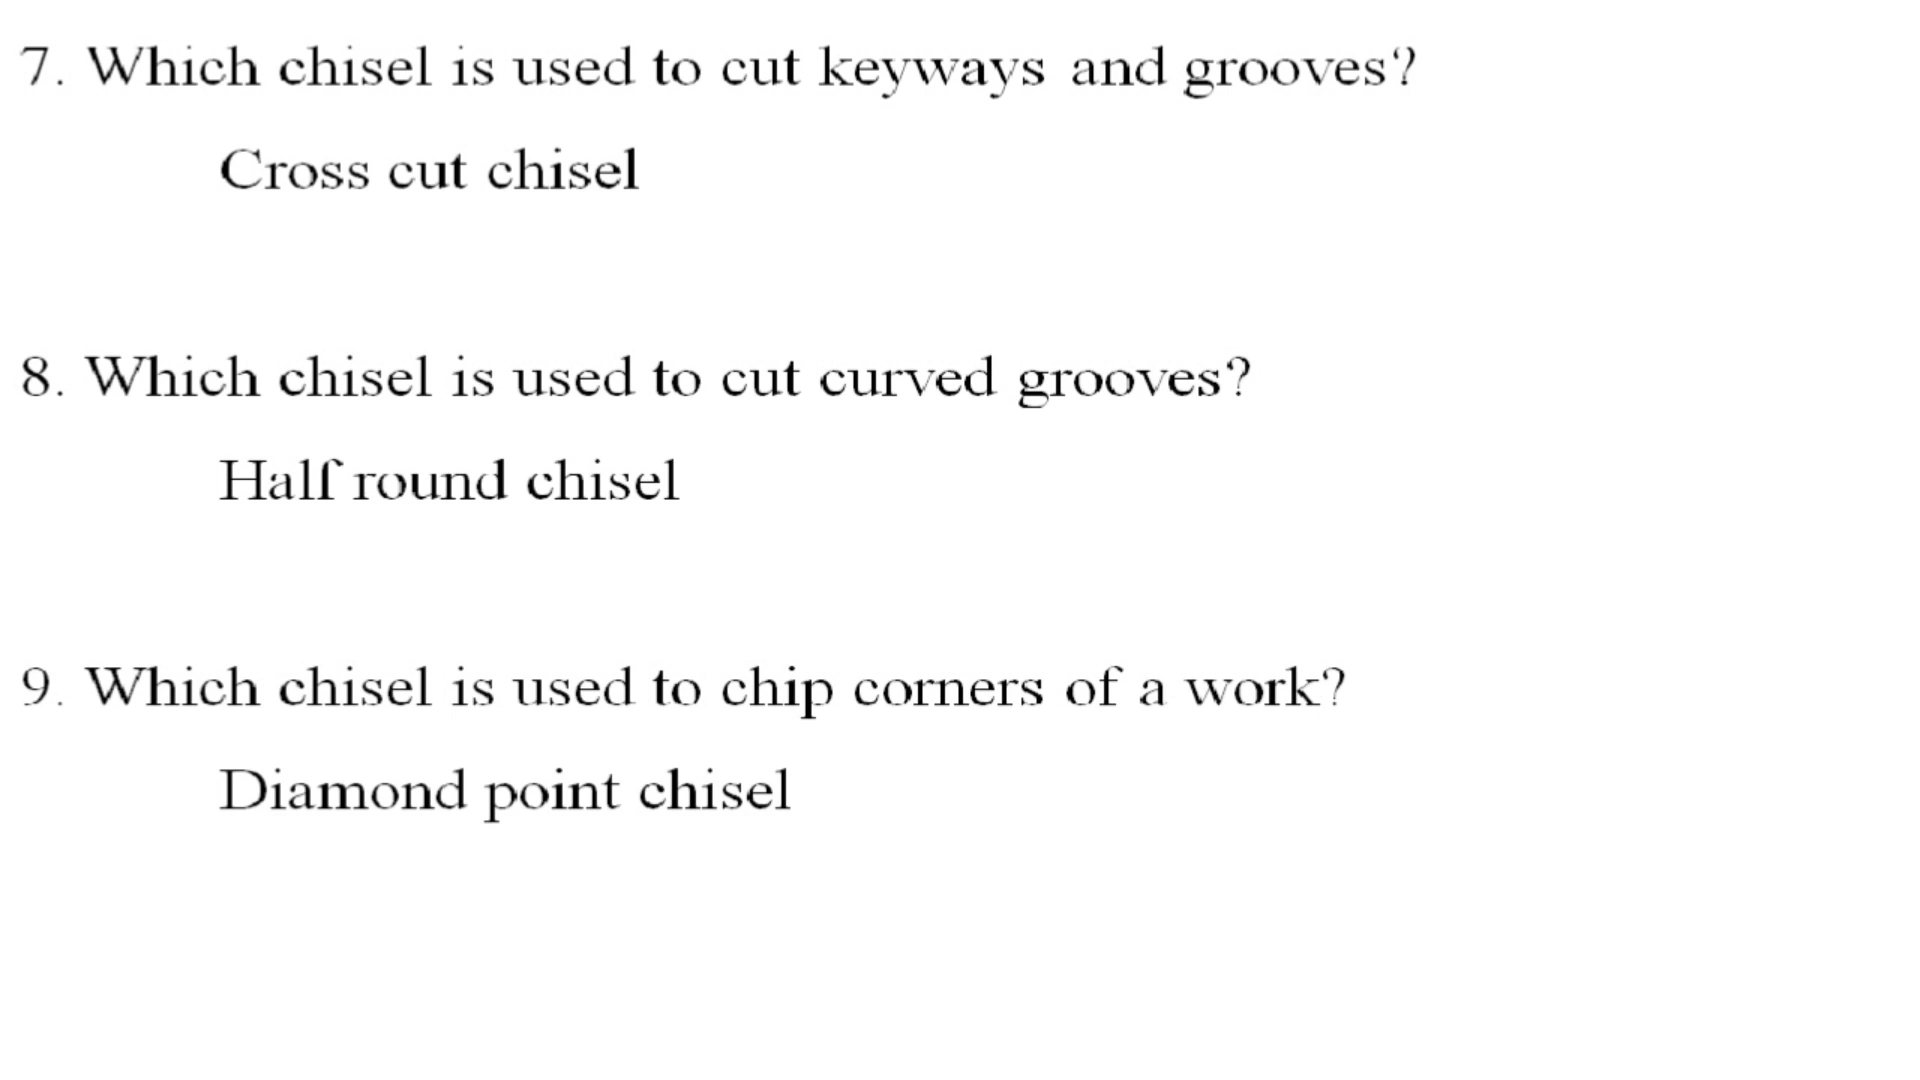 7. Which chisel is used to cut keyways and grooves?
Cross cut chisel
8. Which chisel is used to cut curved grooves?
Half round chisel
9. Which chisel is used to chip corners of a work?
Diamond point chisel